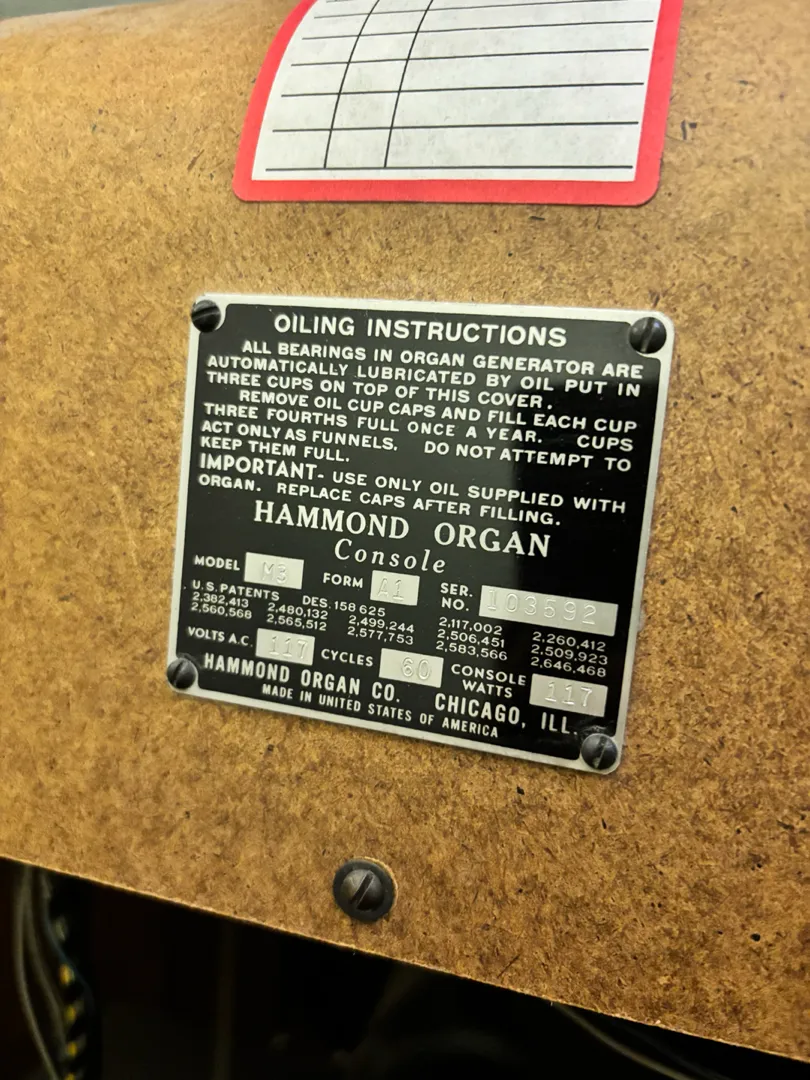 OILING INSTRUCTIONS
ALL BEARINGS IN ORGAN GENERATOR ARE
AUTOMATICALLY LUBRICATED BY OIL PUT IN
THREE CUPS ON TOP OF THIS COVER.
REMOVE OIL CUP CAPS AND FILL EACH CUP
THREE FOURTHS FULL ONCE A YEAR. CUPS
ACT ONLY AS FUNNELS. DO NOT ATTEMPT TO
KEEP THEM FULL.
IMPORTANT- USE ONLY OIL SUPPLIED WITH
ORGAN. REPLACE CAPS AFTER FILLING.
HAMMOND ORGAN
Console
MODEL M3 FORM A1 SER. NO. 103592
U.S. PATENTS DES. 158 625 2,117,002 2,260,412
2,382,413 2,480,132 2,499,244 2,506,451 2,509,923
2,560,568 2,565,512 2,577,753 2,583,566 2,646,468
VOLTS A.C. 117 CYCLES 60 CONSOLE WATTS 117
HAMMOND ORGAN CO. CHICAGO, ILL.
MADE IN UNITED STATES OF AMERICA